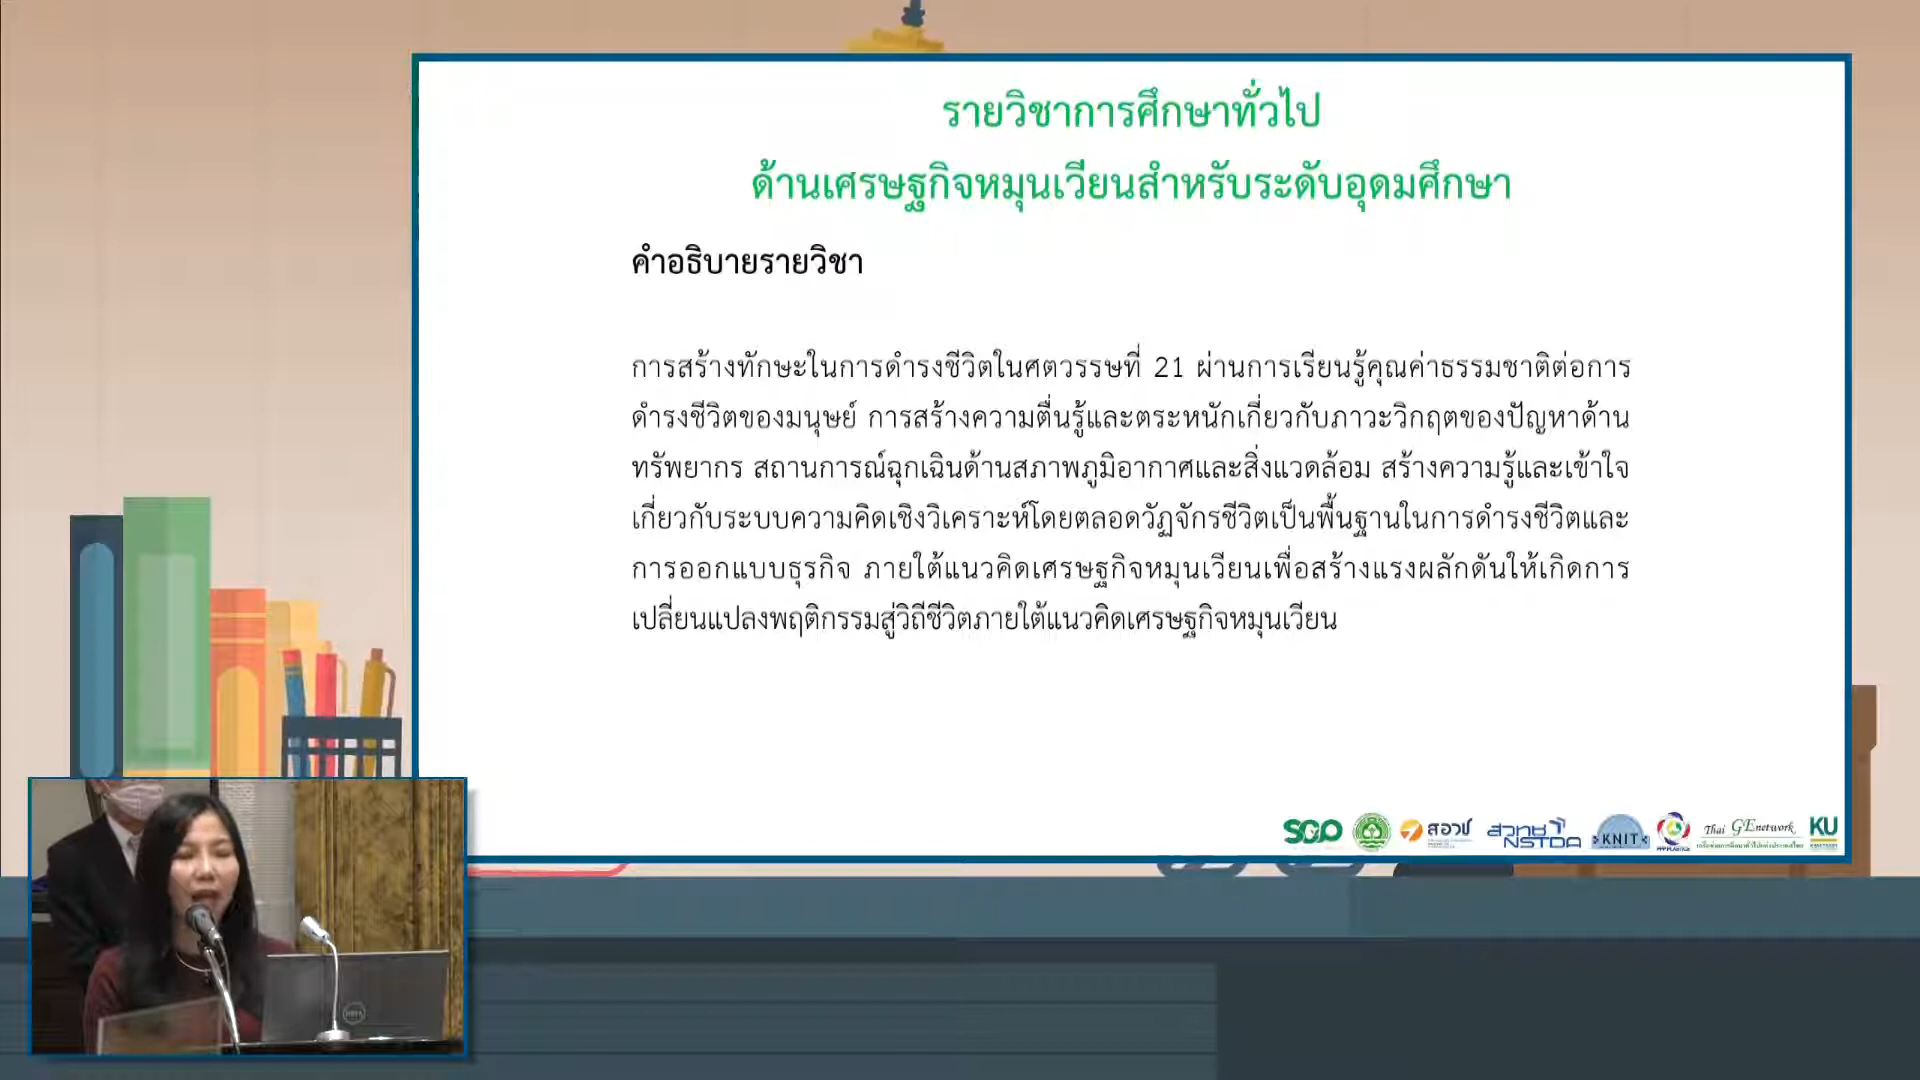 รายวิชาการศึกษาทั่วไป
ด้านเศรษฐกิจหมุนเวียนสำหรับระดับอุดมศึกษา
คำอธิบายรายวิชา
การสร้างทักษะในการดำรงชีวิตในศตวรรษที่ 21 ผ่านการเรียนรู้คุณค่าธรรมชาติต่อการ
ดำรงชีวิตของมนุษย์ การสร้างความตื่นรู้และตระหนักเกี่ยวกับภาวะวิกฤตของปัญหาด้าน
ทรัพยากร สถานการณ์ฉุกเฉินด้านสภาพภูมิอากาศและสิ่งแวดล้อม สร้างความรู้และเข้าใจ
เกี่ยวกับระบบความคิดเชิงวิเคราะห์โดยตลอดวัฏจักรชีวิตเป็นพื้นฐานในการดำรงชีวิตและ
การออกแบบธุรกิจ ภายใต้แนวคิดเศรษฐกิจหมุนเวียนเพื่อสร้างแรงผลักดันให้เกิดการ
เปลี่ยนแปลงพฤติกรรมสู่วิถีชีวิตภายใต้แนวคิดเศรษฐกิจหมุนเวียน
สอวช สวทช NSTDA KNIT Thai GEnetwork KU